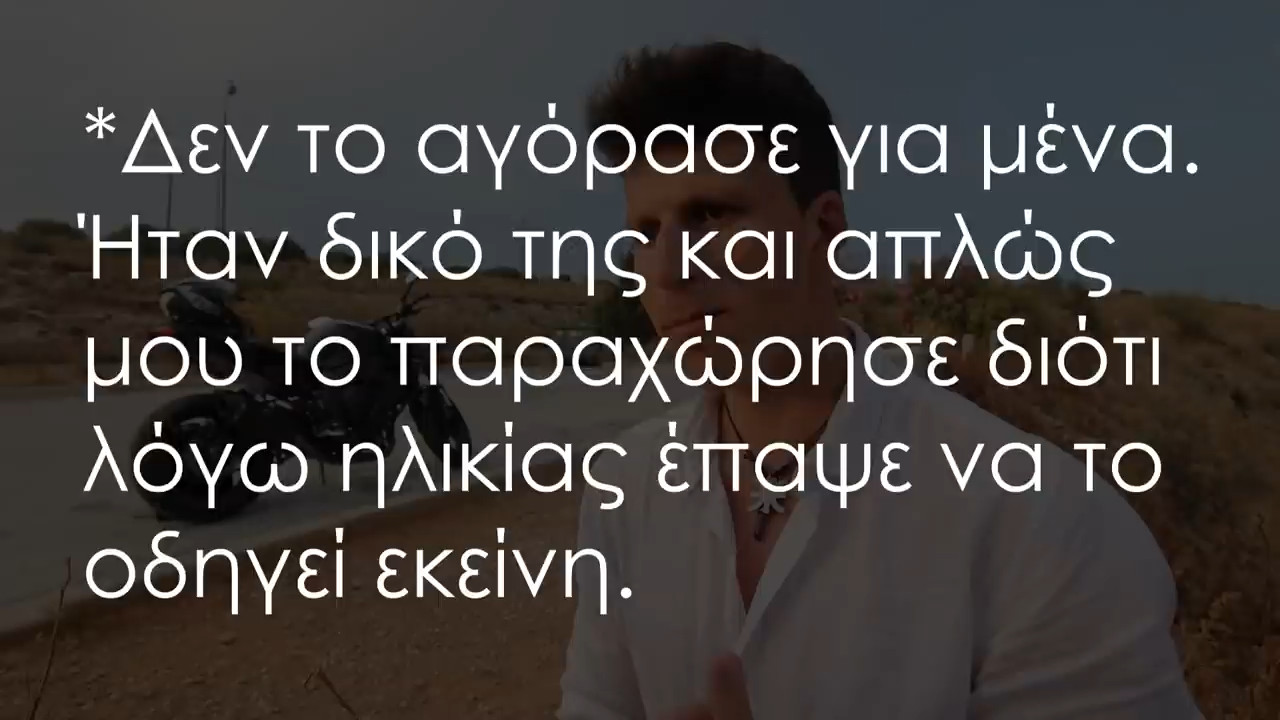 *Δεν το αγόρασε για μένα.
Ήταν δικό της και απλώς
μου το παραχώρησε διότι
λόγω ηλικίας έπαψε να το
οδηγεί εκείνη.